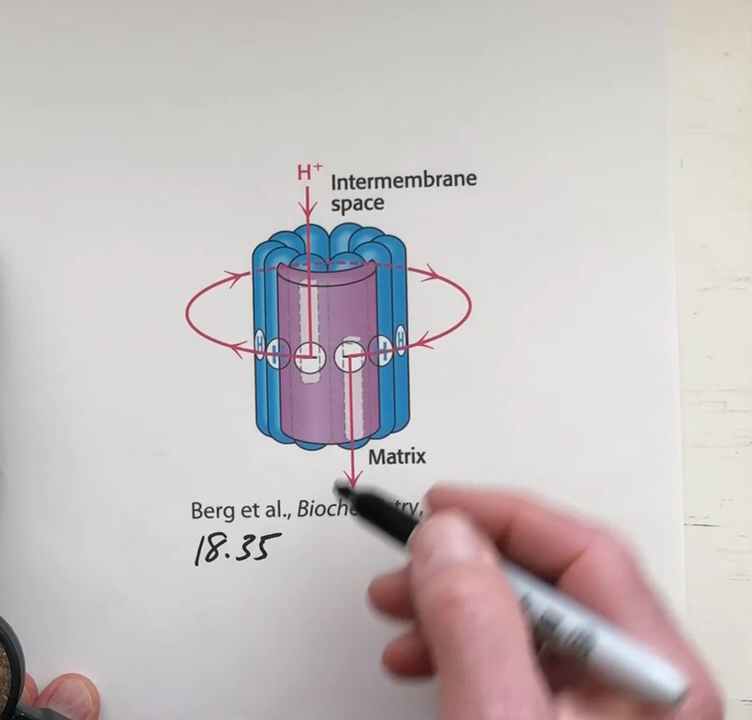 H⁺
Intermembrane
space
H H H H
Matrix
Berg et al.,
18.35